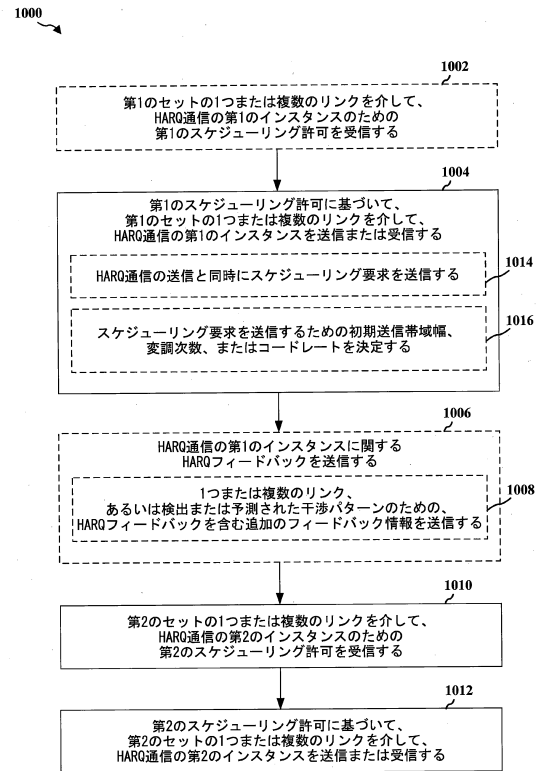 1000
1002
第1のセットの1つまたは複数のリンクを介して、
HARQ通信の第1のインスタンスのための
第1のスケジューリング許可を受信する
1004
第1のスケジューリング許可に基づいて、
第1のセットの1つまたは複数のリンクを介して、
HARQ通信の第1のインスタンスを送信または受信する
1014
HARQ通信の送信と同時にスケジューリング要求を送信する
1016
スケジューリング要求を送信するための初期送信帯域幅、
変調次数、またはコードレートを決定する
1006
HARQ通信の第1のインスタンスに関する
HARQフィードバックを送信する
1008
1つまたは複数のリンク、
あるいは検出または予測された干渉パターンのための、
HARQフィードバックを含む追加のフィードバック情報を送信する
1010
第2のセットの1つまたは複数のリンクを介して、
HARQ通信の第2のインスタンスのための
第2のスケジューリング許可を受信する
1012
第2のスケジューリング許可に基づいて、
第2のセットの1つまたは複数のリンクを介して、
HARQ通信の第2のインスタンスを送信または受信する